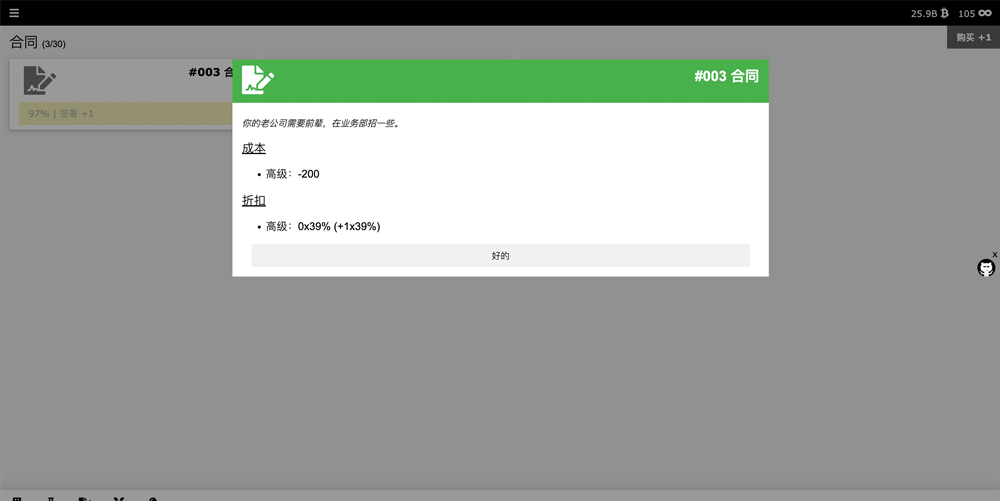 25.9B 105
合同 (3/30)
购买 +1
#003 合
97% | 签署 +1
#003 合同
你的老公司需要前辈，在业务部招一些。
成本
• 高级：-200
折扣
• 高级：0x39% (+1x39%)
好的
x